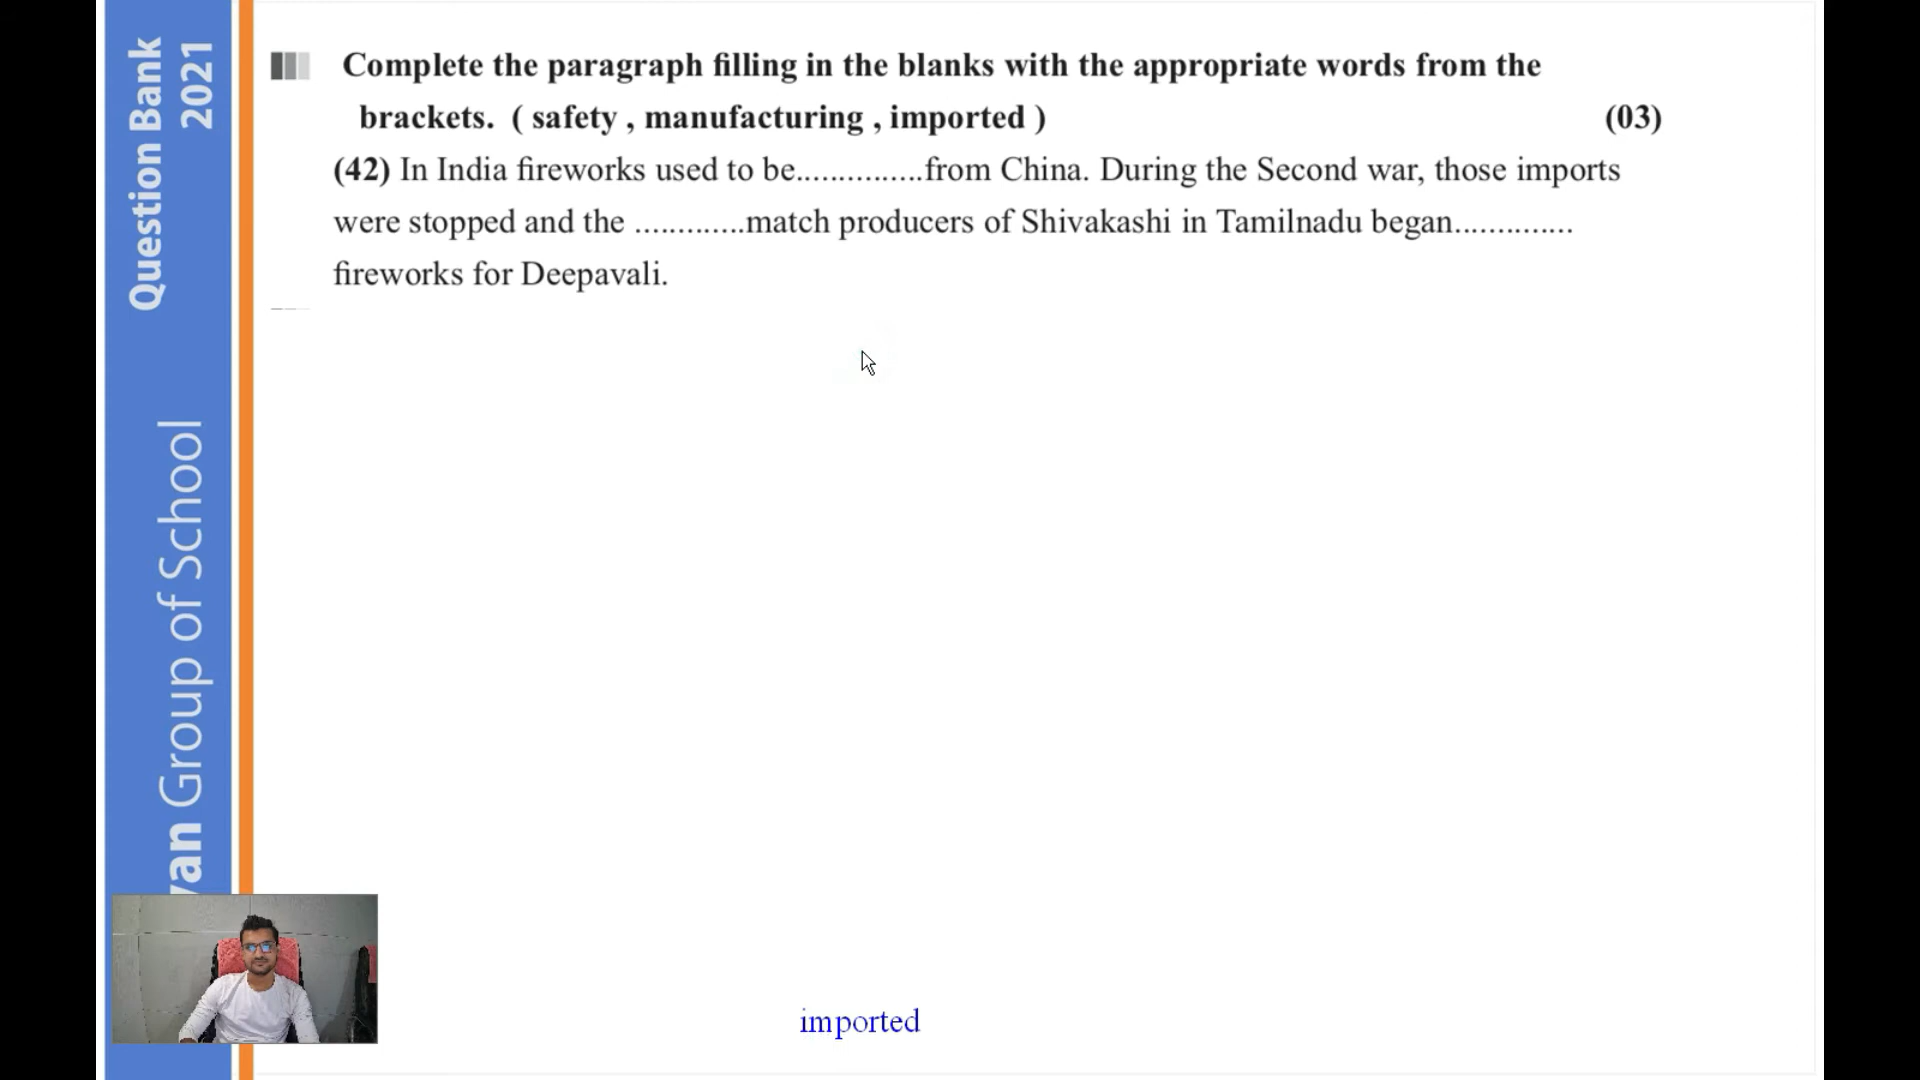 Question Bank
2021
van Group of School
Complete the paragraph filling in the blanks with the appropriate words from the
brackets. ( safety , manufacturing , imported ) (03)
(42) In India fireworks used to be...............from China. During the Second war, those imports
were stopped and the .............match producers of Shivakashi in Tamilnadu began..............
fireworks for Deepavali.
imported